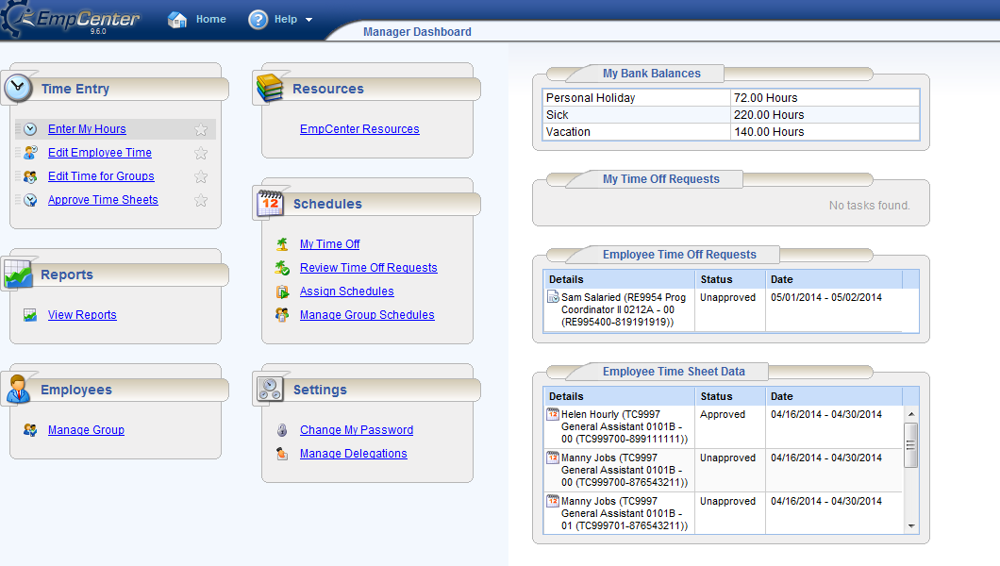 EmpCenter
9.6.0
Home
Help
Manager Dashboard
Time Entry
Enter My Hours
Edit Employee Time
Edit Time for Groups
Approve Time Sheets
Reports
View Reports
Employees
Manage Group
Resources
EmpCenter Resources
12
Schedules
My Time Off
Review Time Off Requests
Assign Schedules
Manage Group Schedules
Settings
Change My Password
Manage Delegations
My Bank Balances
Personal Holiday 72.00 Hours
Sick 220.00 Hours
Vacation 140.00 Hours
My Time Off Requests
No tasks found.
Employee Time Off Requests
Details Status Date
Sam Salaried (RE9954 Prog Unapproved 05/01/2014 - 05/02/2014
Coordinator II 0212A - 00
(RE995400-819191919))
Employee Time Sheet Data
Details Status Date
12 Helen Hourly (TC9997 Approved 04/16/2014 - 04/30/2014
General Assistant 0101B -
00 (TC999700-899111111))
12 Manny Jobs (TC9997 Unapproved 04/16/2014 - 04/30/2014
General Assistant 0101B -
00 (TC999700-876543211))
12 Manny Jobs (TC9997 Unapproved 04/16/2014 - 04/30/2014
General Assistant 0101B -
01 (TC999701-876543211))